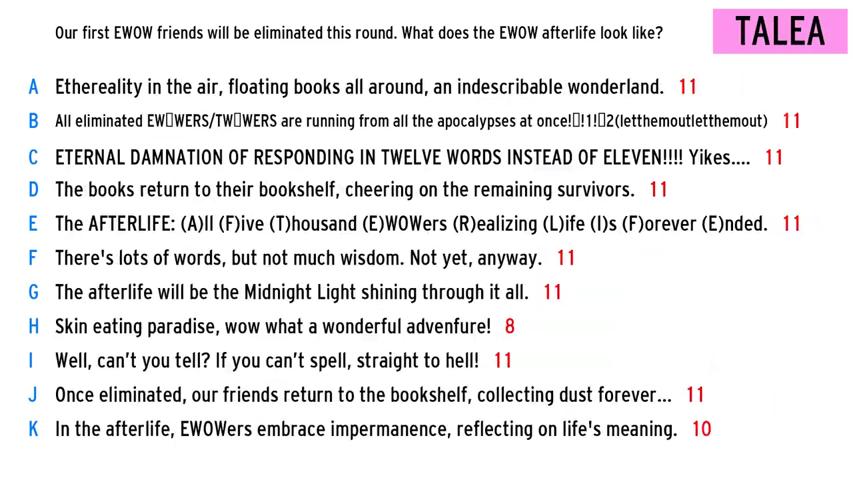 Our first EWOW friends will be eliminated this round. What does the EWOW afterlife look like?
TALEA
A Ethereality in the air, floating books all around, an indescribable wonderland. 11
B All eliminated EW▯WERS/TW▯WERS are running from all the apocalypses at once!▯!1!▯2(letthemoutletthemout) 11
C ETERNAL DAMNATION OF RESPONDING IN TWELVE WORDS INSTEAD OF ELEVEN!!!! Yikes.... 11
D The books return to their bookshelf, cheering on the remaining survivors. 11
E The AFTERLIFE: (A)ll (F)ive (T)housand (E)WOWers (R)ealizing (L)ife (I)s (F)orever (E)nded. 11
F There's lots of words, but not much wisdom. Not yet, anyway. 11
G The afterlife will be the Midnight Light shining through it all. 11
H Skin eating paradise, wow what a wonderful advenfure! 8
I Well, can’t you tell? If you can’t spell, straight to hell! 11
J Once eliminated, our friends return to the bookshelf, collecting dust forever... 11
K In the afterlife, EWOWers embrace impermanence, reflecting on life's meaning. 10